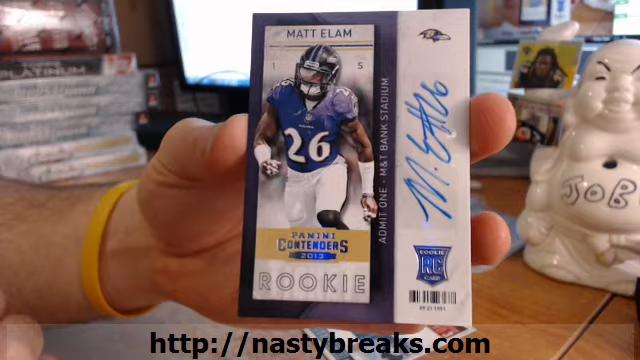 MATT ELAM
1 5
26
ADMIT ONE - M&T BANK STADIUM
PANINI
CONTENDERS
2013
ROOKIE
M. E #26
ROOKIE
RC
CARD
PLATINUM
JOB
http://nastybreaks.com